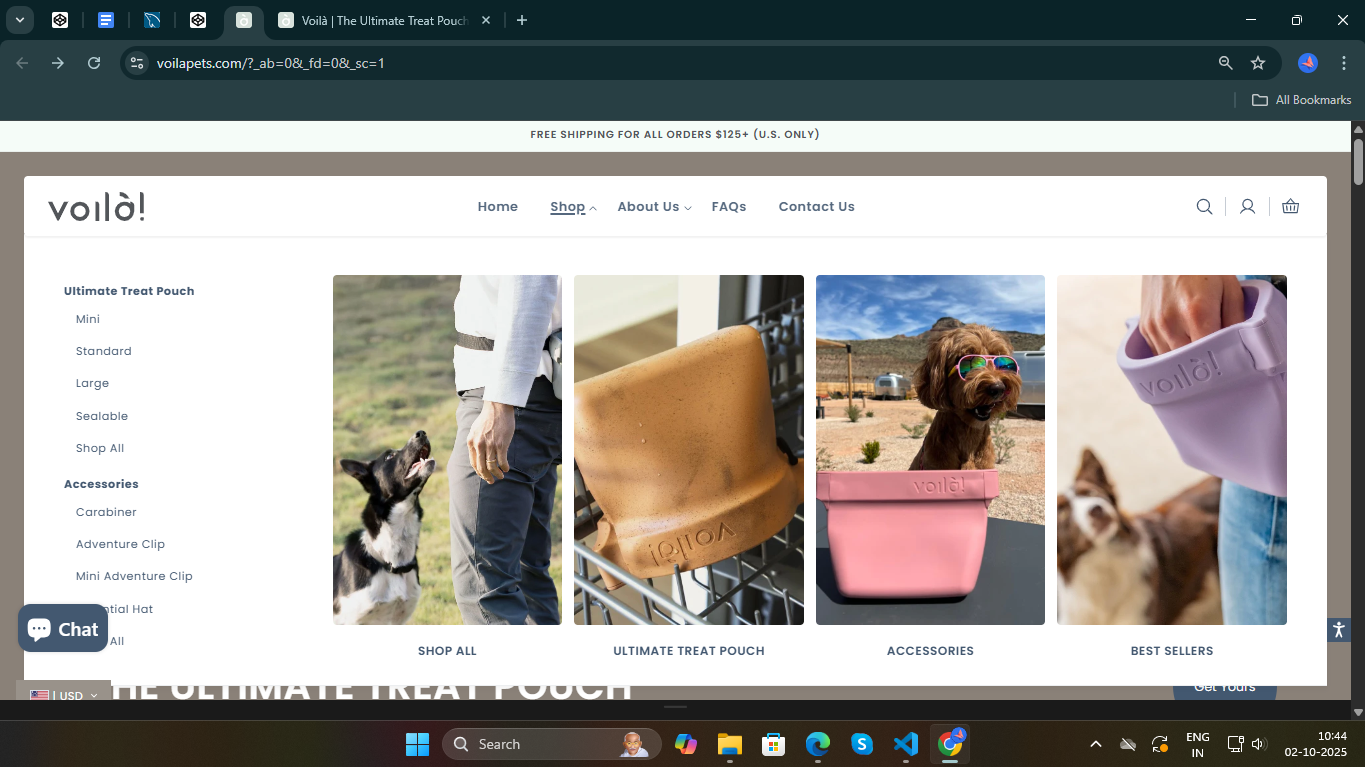 Voilà | The Ultimate Treat Pouch
voilapets.com/?_ab=0&_fd=0&_sc=1
All Bookmarks
FREE SHIPPING FOR ALL ORDERS $125+ (U.S. ONLY)
voilà!
Home Shop About Us FAQs Contact Us
Ultimate Treat Pouch
Mini
Standard
Large
Sealable
Shop All
Accessories
Carabiner
Adventure Clip
Mini Adventure Clip
ntial Hat
All
voilà!
voilà!
voilà!
SHOP ALL
ULTIMATE TREAT POUCH
ACCESSORIES
BEST SELLERS
Chat
USD
HE ULTIMATE TREAT POUCH
Get Yours
Search
ENG
IN
10:44
02-10-2025